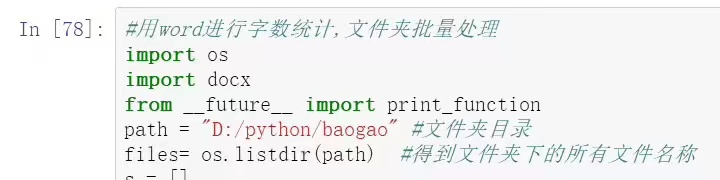 In [78]: #用word进行字数统计,文件夹批量处理
import os
import docx
from __future__ import print_function
path = "D:/python/baogao" #文件夹目录
files= os.listdir(path)  #得到文件夹下的所有文件名称
s = []